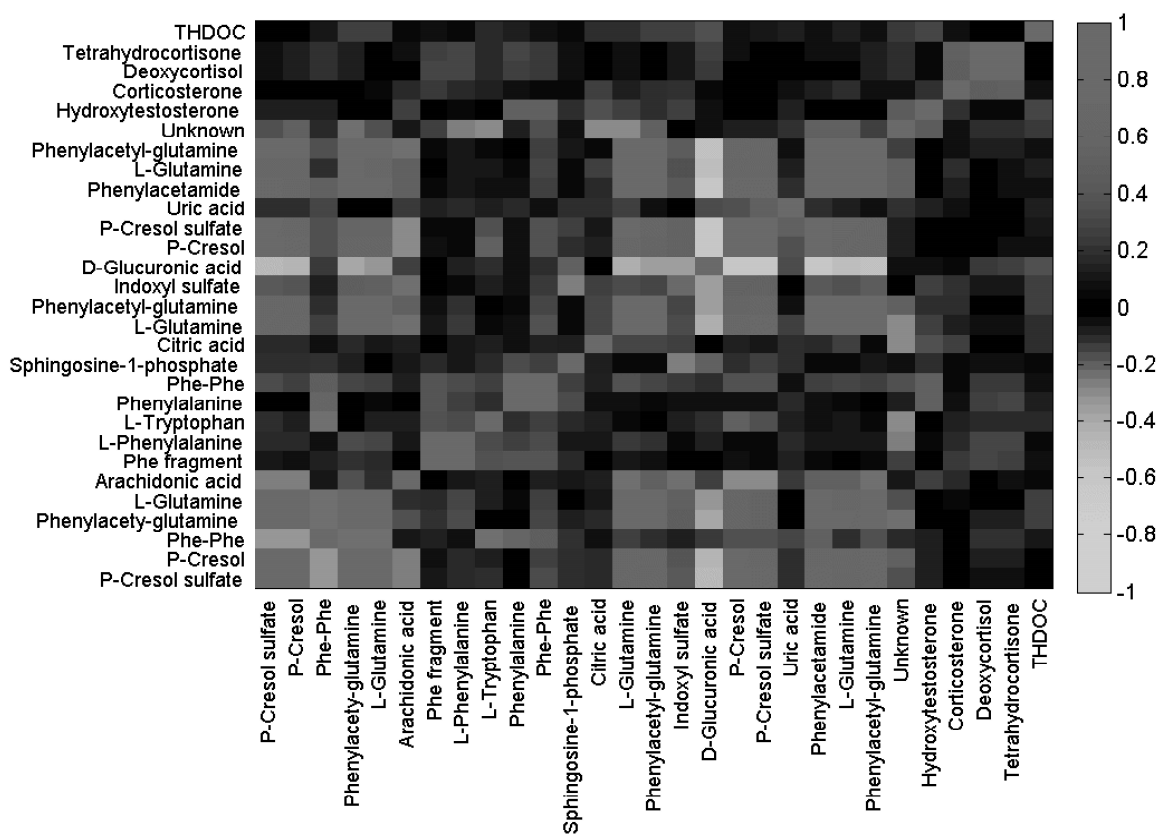 THDOC
Tetrahydrocortisone
Deoxycortisol
Corticosterone
Hydroxytestosterone
Unknown
Phenylacetyl-glutamine
L-Glutamine
Phenylacetamide
Uric acid
P-Cresol sulfate
P-Cresol
D-Glucuronic acid
Indoxyl sulfate
Phenylacetyl-glutamine
L-Glutamine
Citric acid
Sphingosine-1-phosphate
Phe-Phe
Phenylalanine
L-Tryptophan
L-Phenylalanine
Phe fragment
Arachidonic acid
L-Glutamine
Phenylacety-glutamine
Phe-Phe
P-Cresol
P-Cresol sulfate
P-Cresol sulfate
P-Cresol
Phe-Phe
Phenylacety-glutamine
L-Glutamine
Arachidonic acid
Phe fragment
L-Phenylalanine
L-Tryptophan
Phenylalanine
Phe-Phe
Sphingosine-1-phosphate
Citric acid
L-Glutamine
Phenylacetyl-glutamine
Indoxyl sulfate
D-Glucuronic acid
P-Cresol
P-Cresol sulfate
Uric acid
Phenylacetamide
L-Glutamine
Phenylacetyl-glutamine
Unknown
Hydroxytestosterone
Corticosterone
Deoxycortisol
Tetrahydrocortisone
THDOC
1
0.8
0.6
0.4
0.2
0
-0.2
-0.4
-0.6
-0.8
-1